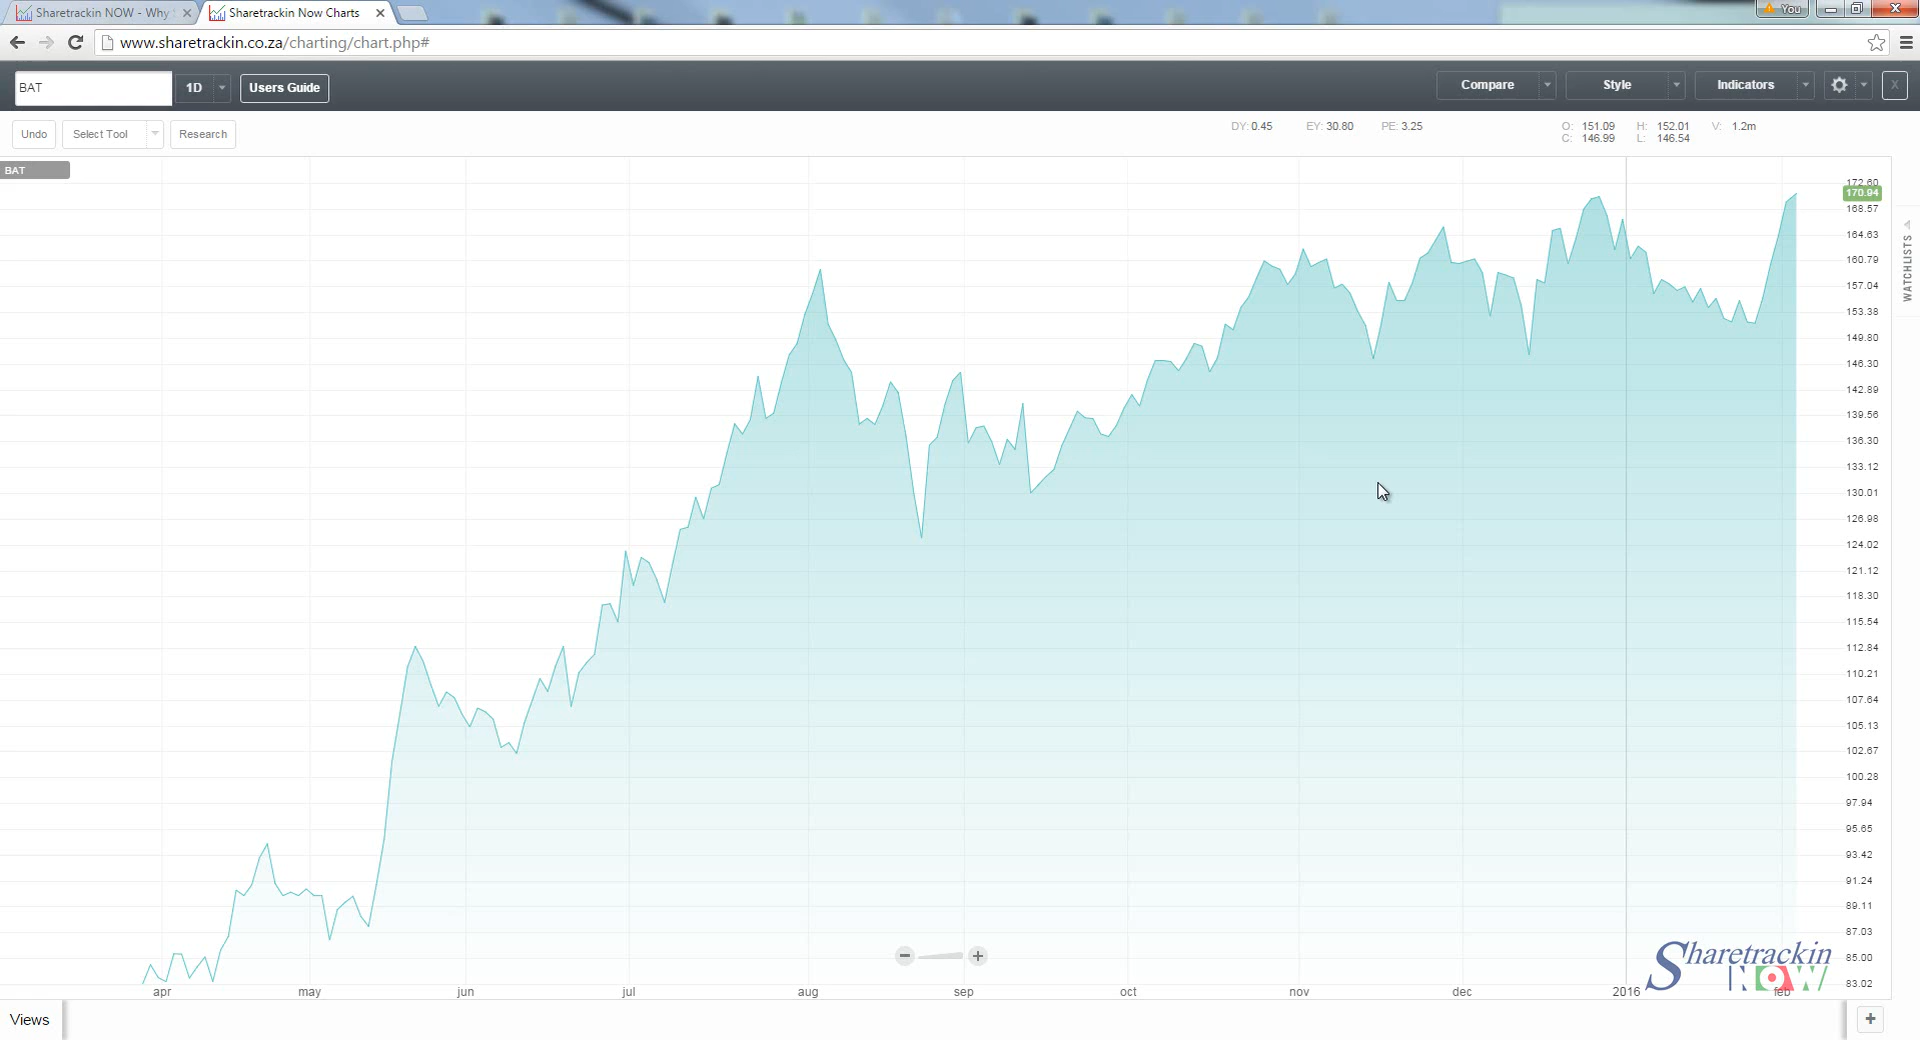 Sharetrackin NOW - Why
Sharetrackin Now Charts
You
www.sharetrackin.co.za/charting/chart.php#
BAT
1D
Users Guide
Compare
Style
Indicators
X
Undo
Select Tool
Research
DY: 0.45 EY: 30.80 PE: 3.25
O: 151.09 H: 152.01 V: 1.2m
C: 146.99 L: 146.54
BAT
172.60
170.94
168.57
164.63
160.79
157.04
153.38
149.80
146.30
142.89
139.56
136.30
133.12
130.01
126.98
124.02
121.12
118.30
115.54
112.84
110.21
107.64
105.13
102.67
100.28
97.94
95.65
93.42
91.24
89.11
87.03
85.00
83.02
WATCHLISTS
Sharetrackin
NOW
apr may jun jul aug sep oct nov dec 2016 feb
Views